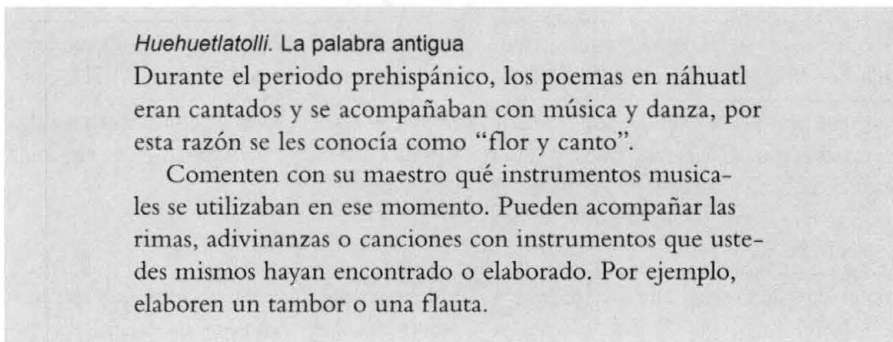 Huehuetlatolli. La palabra antigua
Durante el periodo prehispánico, los poemas en náhuatl
eran cantados y se acompañaban con música y danza, por
esta razón se les conocía como “flor y canto”.
Comenten con su maestro qué instrumentos musica-
les se utilizaban en ese momento. Pueden acompañar las
rimas, adivinanzas o canciones con instrumentos que uste-
des mismos hayan encontrado o elaborado. Por ejemplo,
elaboren un tambor o una flauta.